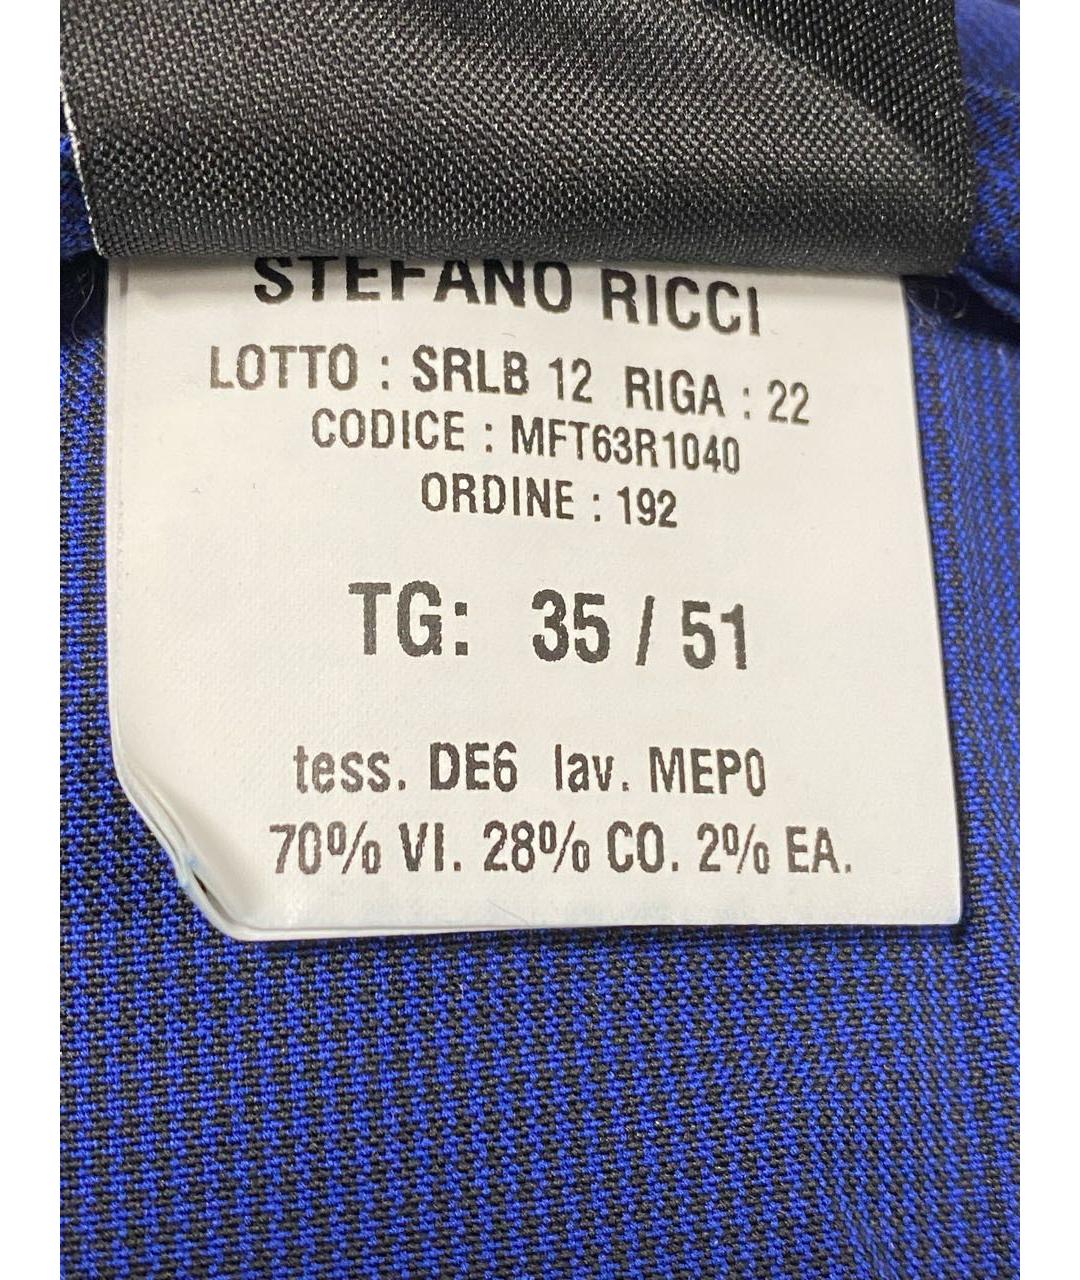 STEFANO RICCI
LOTTO : SRLB 12 RIGA : 22
CODICE : MFT63R1040
ORDINE : 192
TG: 35 / 51
tess. DE6 lav. MEPO
70% VI. 28% CO. 2% EA.